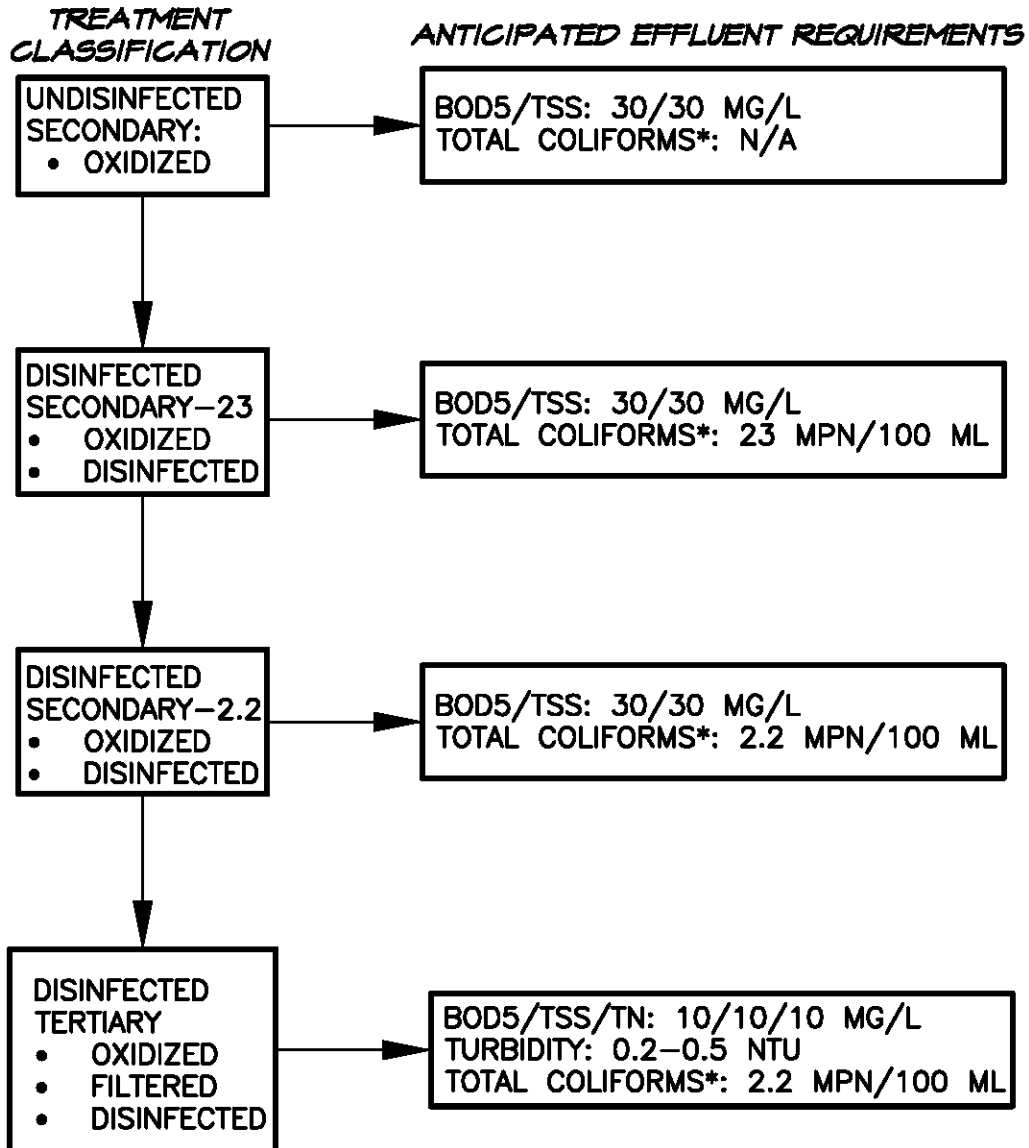 TREATMENT
CLASSIFICATION
ANTICIPATED EFFLUENT REQUIREMENTS
UNDISINFECTED
SECONDARY:
• OXIDIZED
BOD5/TSS: 30/30 MG/L
TOTAL COLIFORMS*: N/A
DISINFECTED
SECONDARY-23
• OXIDIZED
• DISINFECTED
BOD5/TSS: 30/30 MG/L
TOTAL COLIFORMS*: 23 MPN/100 ML
DISINFECTED
SECONDARY-2.2
• OXIDIZED
• DISINFECTED
BOD5/TSS: 30/30 MG/L
TOTAL COLIFORMS*: 2.2 MPN/100 ML
DISINFECTED
TERTIARY
• OXIDIZED
• FILTERED
• DISINFECTED
BOD5/TSS/TN: 10/10/10 MG/L
TURBIDITY: 0.2-0.5 NTU
TOTAL COLIFORMS*: 2.2 MPN/100 ML